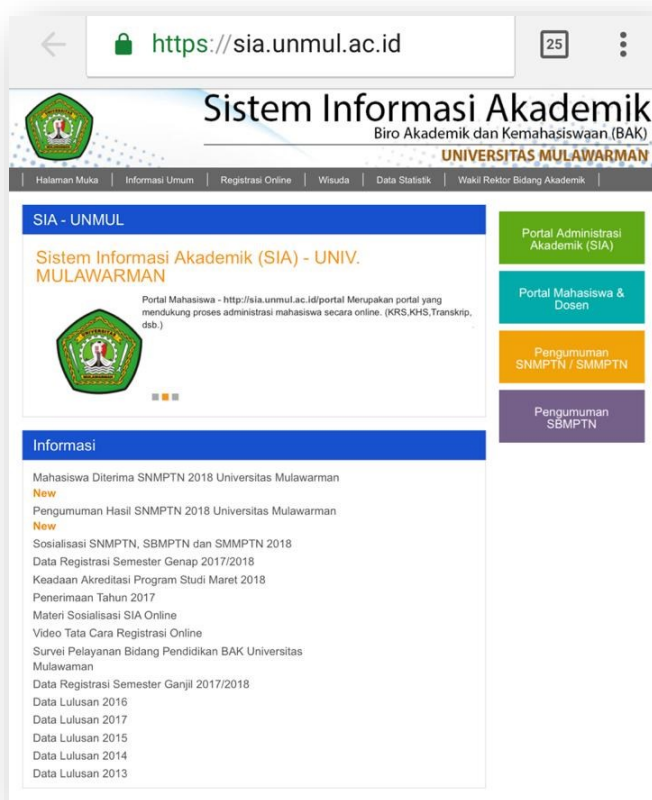 https://sia.unmul.ac.id
25
Sistem Informasi Akademik
Biro Akademik dan Kemahasiswaan (BAK)
UNIVERSITAS MULAWARMAN
Halaman Muka | Informasi Umum | Registrasi Online | Wisuda | Data Statistik | Wakil Rektor Bidang Akademik |
SIA - UNMUL
Sistem Informasi Akademik (SIA) - UNIV.
MULAWARMAN
Portal Mahasiswa - http://sia.unmul.ac.id/portal Merupakan portal yang
mendukung proses administrasi mahasiswa secara online. (KRS,KHS,Transkrip,
dsb.)
Portal Administrasi
Akademik (SIA)
Portal Mahasiswa &
Dosen
Pengumuman
SNMPTN / SMMPTN
Pengumuman
SBMPTN
Informasi
Mahasiswa Diterima SNMPTN 2018 Universitas Mulawarman
New
Pengumuman Hasil SNMPTN 2018 Universitas Mulawarman
New
Sosialisasi SNMPTN, SBMPTN dan SMMPTN 2018
Data Registrasi Semester Genap 2017/2018
Keadaan Akreditasi Program Studi Maret 2018
Penerimaan Tahun 2017
Materi Sosialisasi SIA Online
Video Tata Cara Registrasi Online
Survei Pelayanan Bidang Pendidikan BAK Universitas
Mulawaman
Data Registrasi Semester Ganjil 2017/2018
Data Lulusan 2016
Data Lulusan 2017
Data Lulusan 2015
Data Lulusan 2014
Data Lulusan 2013